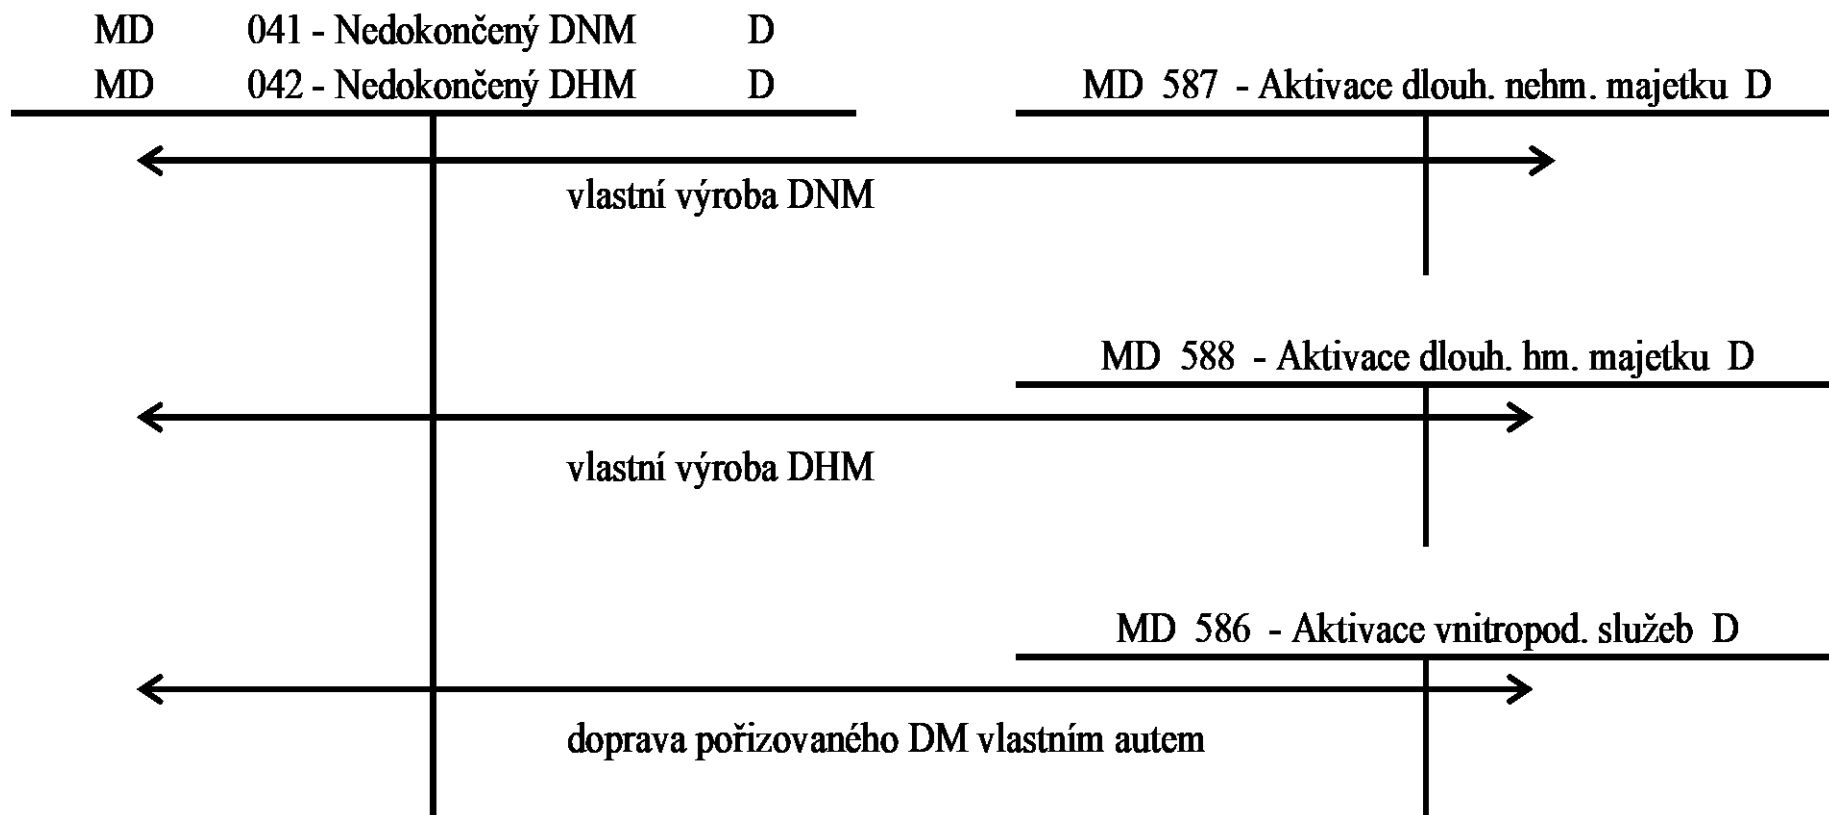 MD 041 - Nedokončený DNM D
MD 042 - Nedokončený DHM D
MD 587 - Aktivace dlouh. nehm. majetku D
vlastní výroba DNM
MD 588 - Aktivace dlouh. hm. majetku D
vlastní výroba DHM
MD 586 - Aktivace vnitropod. služeb D
doprava pořizovaného DM vlastním autem